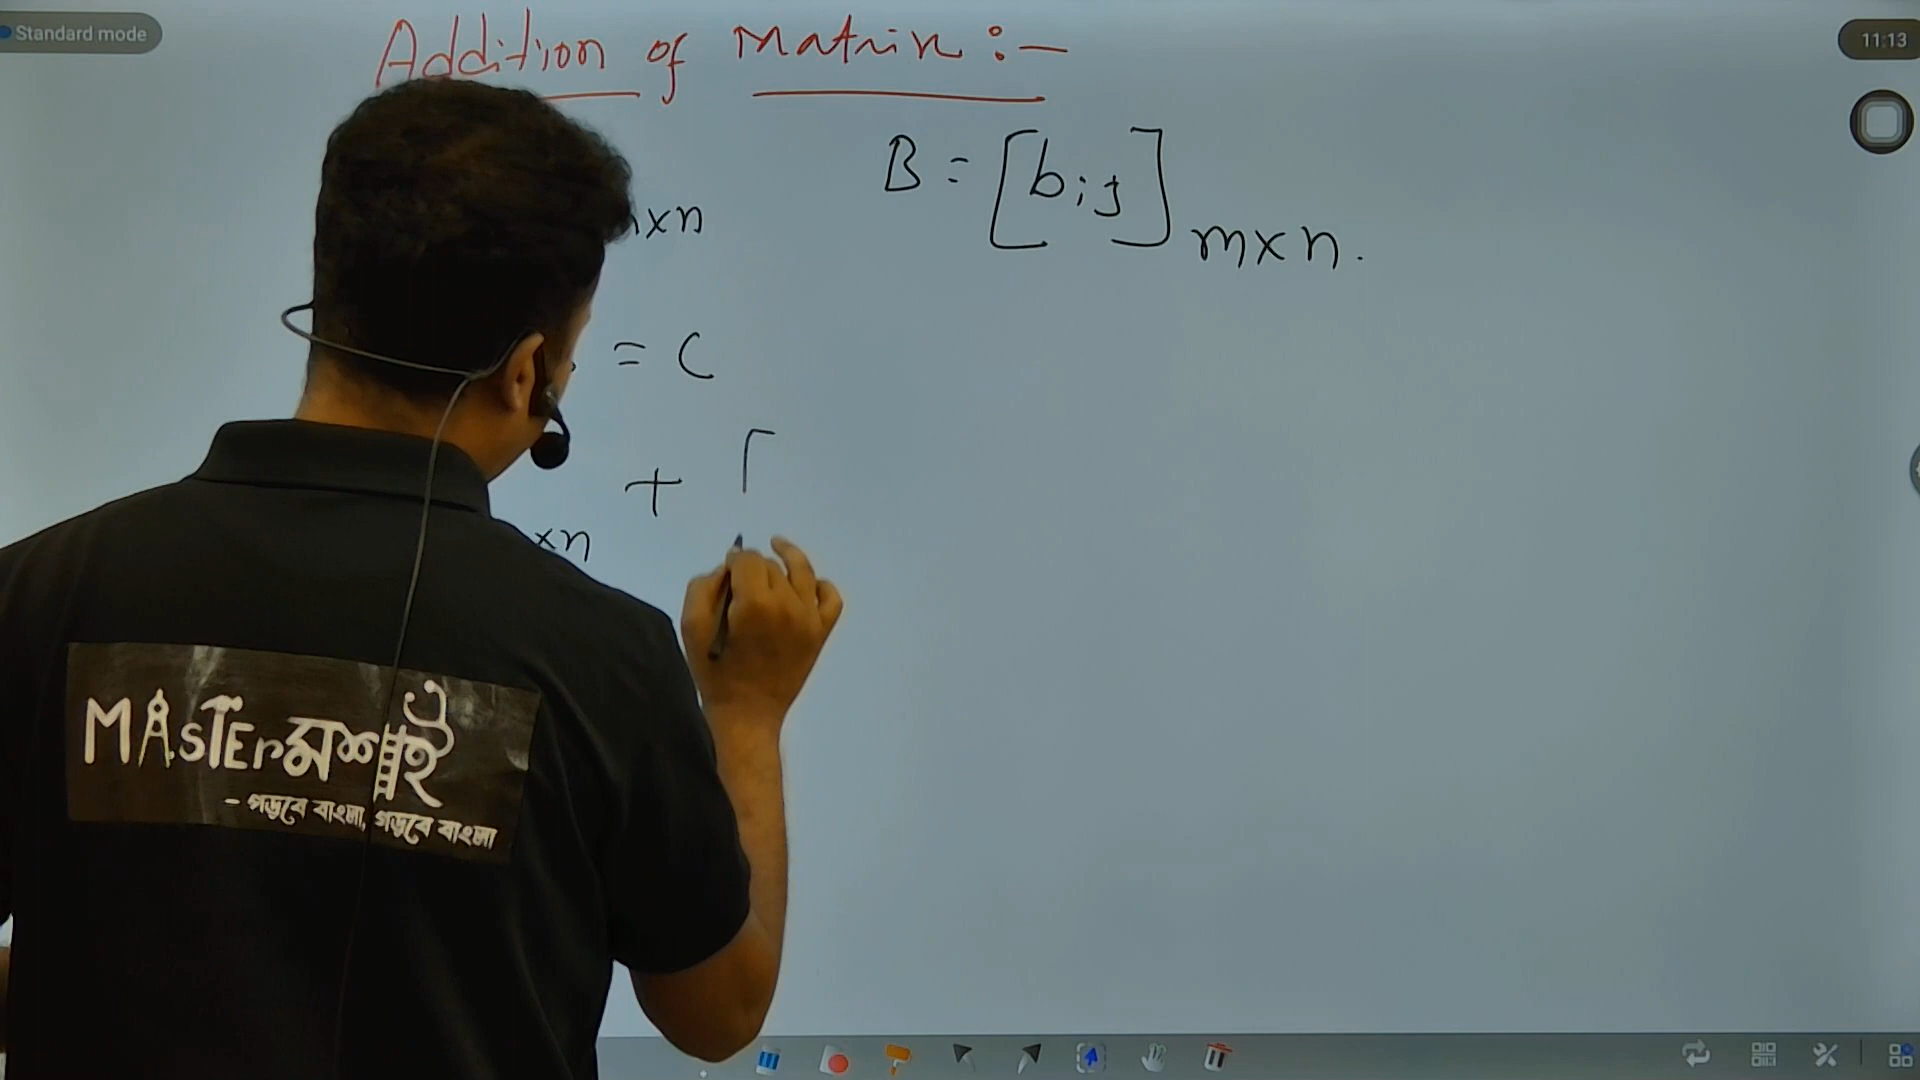 Standard mode
11:13
Addition of Matrix :-
B = [bij] m×n.
×n
= C
+ [
×n
MASTErমশাই
- পড়বে বাংলা, গড়বে বাংলা